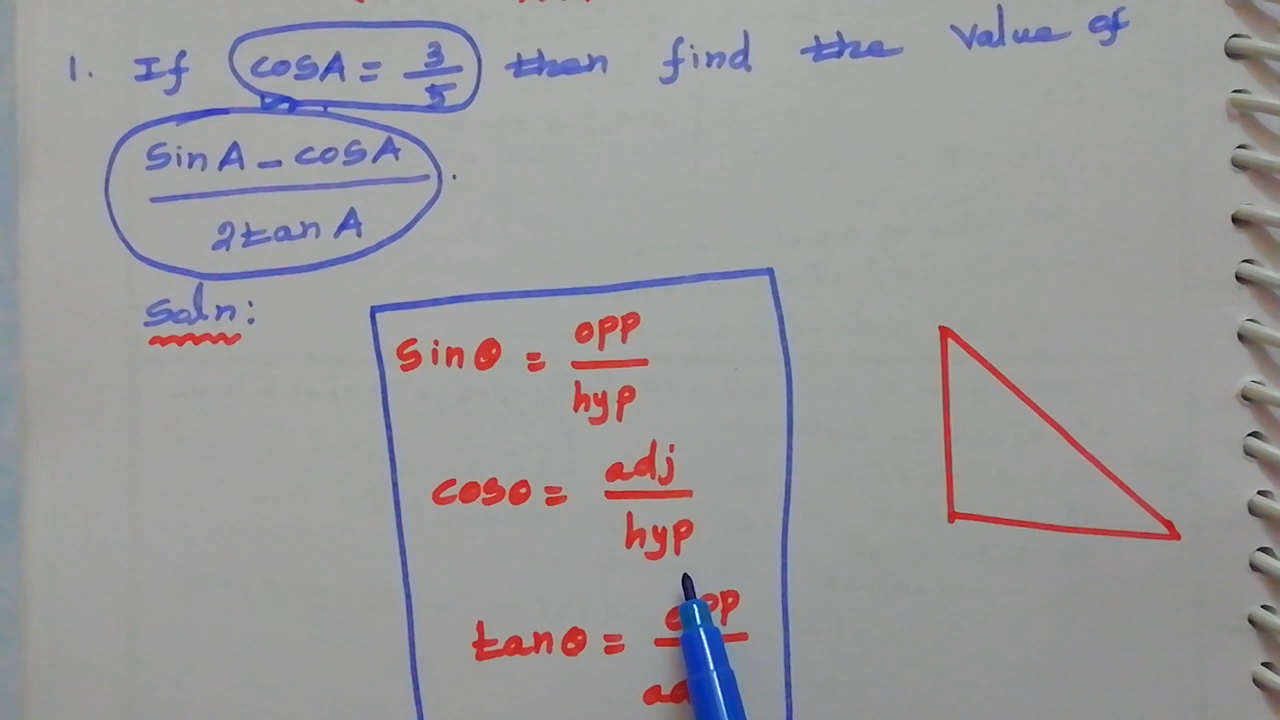 1. If cosA = 3/5 then find the value of
sinA - cosA / 2tanA .
Soln:
sinθ = opp/hyp
cosθ = adj/hyp
tanθ = opp